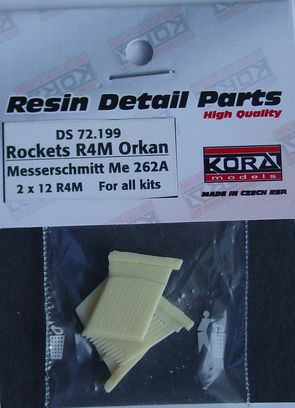 Resin Detail Parts
High Quality
DS 72.199
Rockets R4M Orkan
Messerschmitt Me 262A
2 x 12 R4M For all kits
KORA
models
MADE IN CZECH REP.